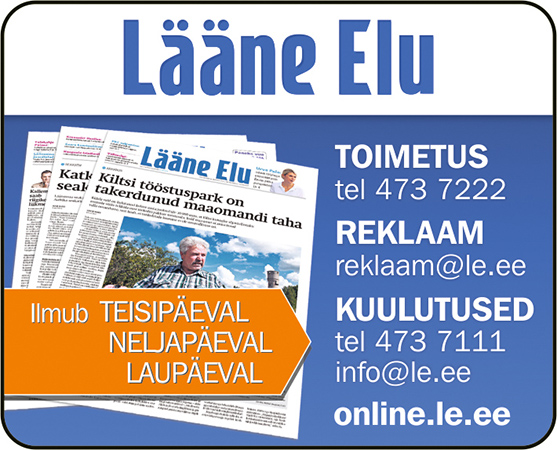 Lääne Elu
Lääne Elu
Kiltsi tööstuspark on
takerdunud maaomandi taha
Ilmub TEISIPÄEVAL
NELJAPÄEVAL
LAUPÄEVAL
TOIMETUS
tel 473 7222
REKLAAM
reklaam@le.ee
KUULUTUSED
tel 473 7111
info@le.ee
online.le.ee